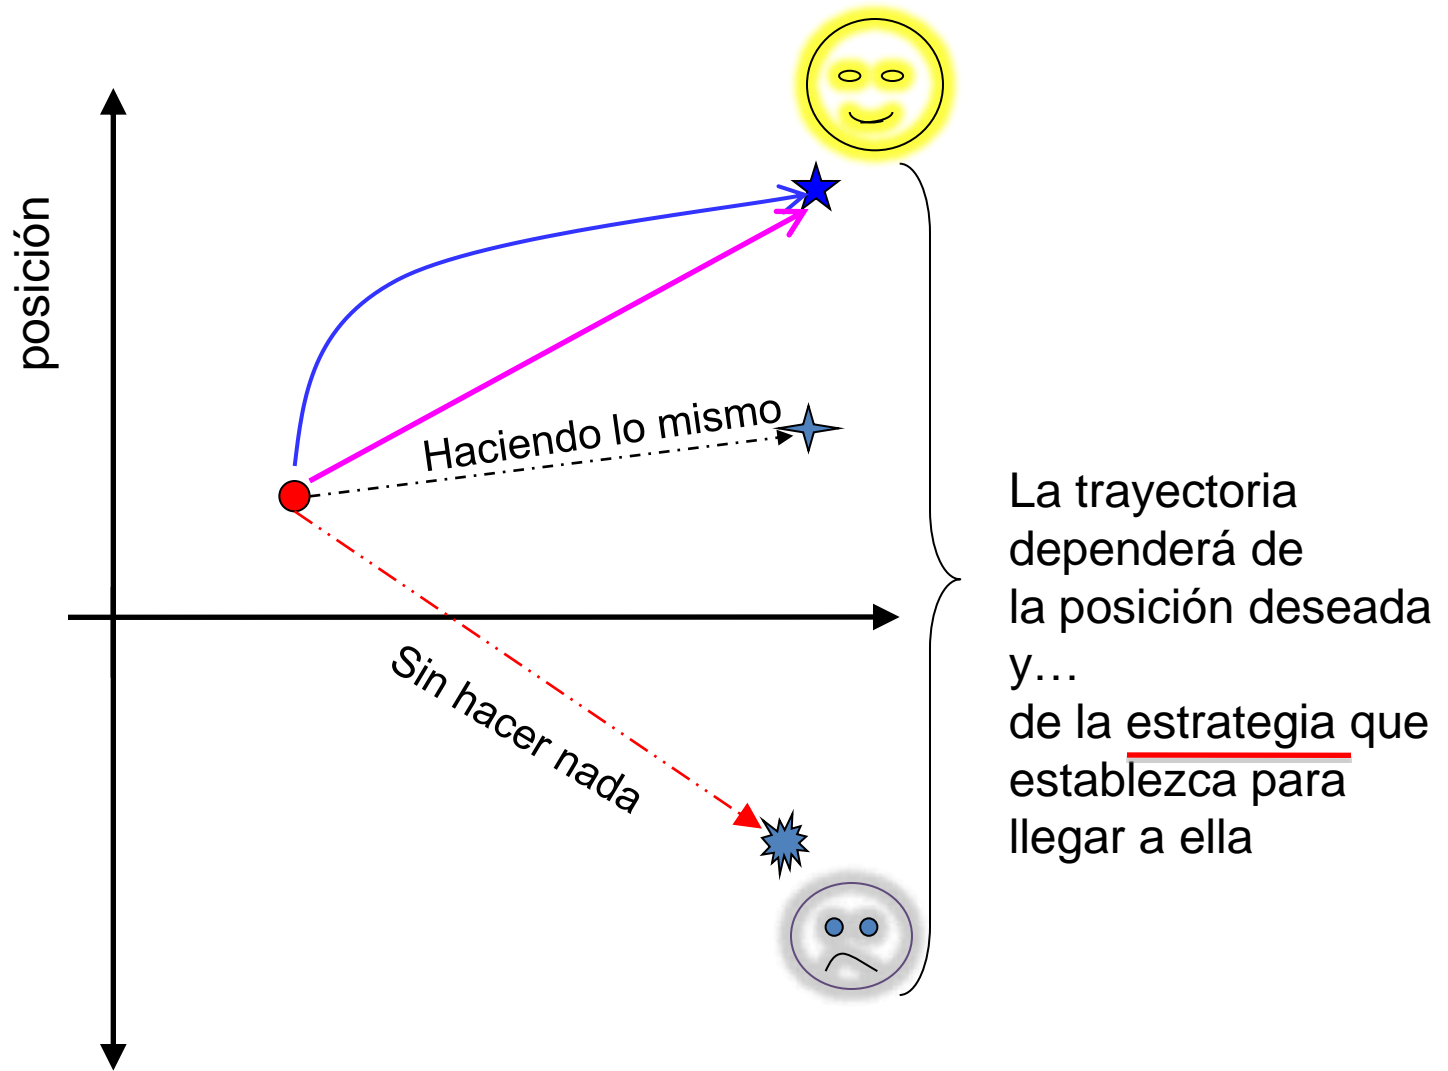 posición
Haciendo lo mismo
Sin hacer nada
La trayectoria
dependerá de
la posición deseada
y…
de la estrategia que
establezca para
llegar a ella